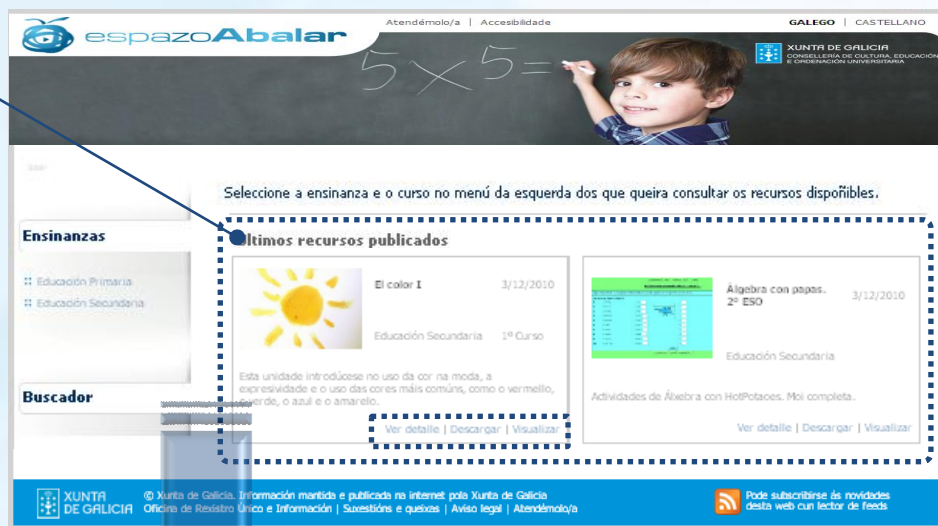 espazoAbalar
Atendémolo/a | Accesibilidade
GALEGO | CASTELLANO
XUNTA DE GALICIA
CONSELLERÍA DE CULTURA, EDUCACIÓN
E ORDENACIÓN UNIVERSITARIA
5 × 5 =
Seleccione a ensinanza e o curso no menú da esquerda dos que queira consultar os recursos dispoñibles.
Ensinanzas
Educación Primaria
Educación Secundaria
Buscador
Últimos recursos publicados
El color I 3/12/2010
Educación Secundaria 1º Curso
Esta unidade introdúcese no uso da cor na moda, a
expresividade e o uso das cores máis comúns, como o vermello,
o verde, o azul e o amarelo.
Ver detalle | Descargar | Visualizar
Álgebra con papas.
2º ESO
3/12/2010
Educación Secundaria
Actividades de Álxebra con HotPotaoes. Moi completa.
Ver detalle | Descargar | Visualizar
XUNTA
DE GALICIA
© Xunta de Galicia. Información mantida e publicada na internet pola Xunta de Galicia
Oficina de Rexistro Único e Información | Suxestións e queixas | Aviso legal | Atendémolo/a
Pode subscribirse ás novidades
desta web cun lector de feeds